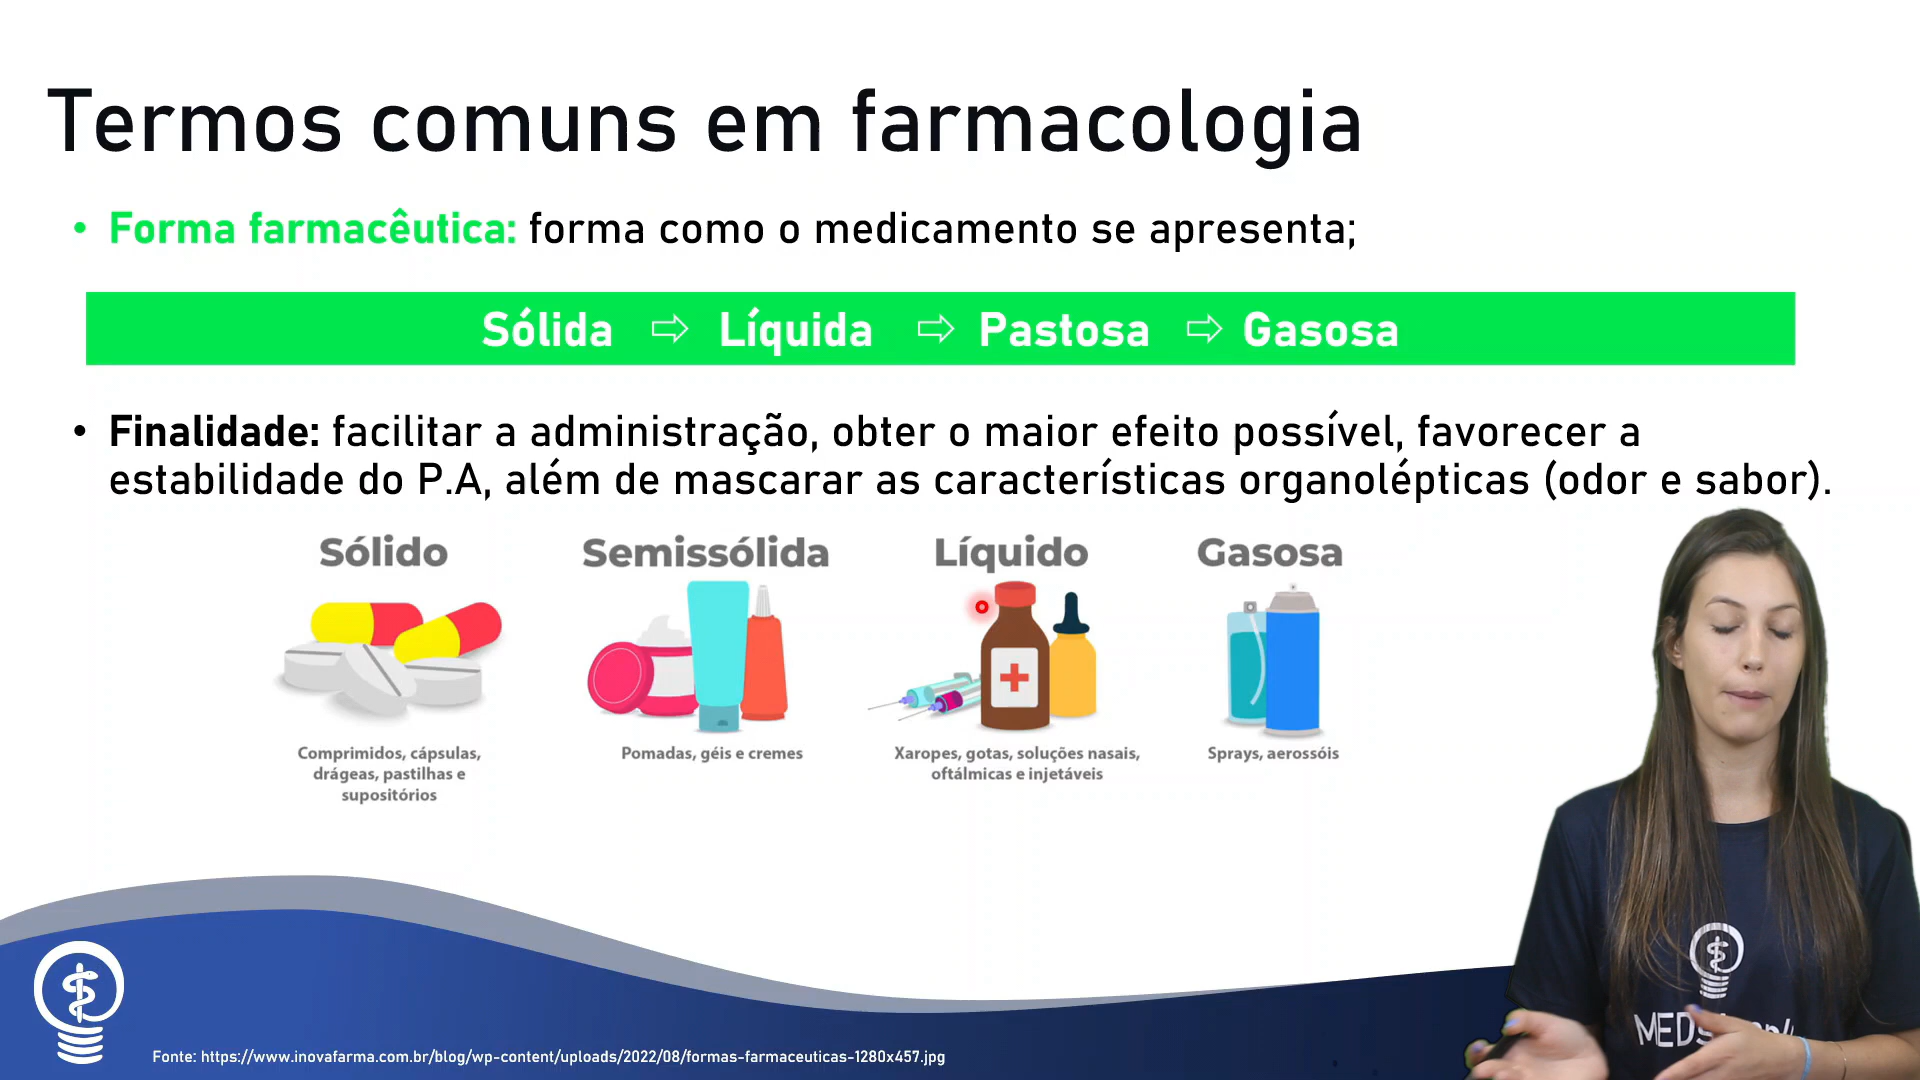 Termos comuns em farmacologia
• Forma farmacêutica: forma como o medicamento se apresenta;
Sólida ⇨ Líquida ⇨ Pastosa ⇨ Gasosa
• Finalidade: facilitar a administração, obter o maior efeito possível, favorecer a
estabilidade do P.A, além de mascarar as características organolépticas (odor e sabor).
Sólido Semissólida Líquido Gasosa
Comprimidos, cápsulas,
drágeas, pastilhas e
supositórios
Pomadas, géis e cremes
Xaropes, gotas, soluções nasais,
oftálmicas e injetáveis
Sprays, aerossóis
Fonte: https://www.inovafarma.com.br/blog/wp-content/uploads/2022/08/formas-farmaceuticas-1280x457.jpg